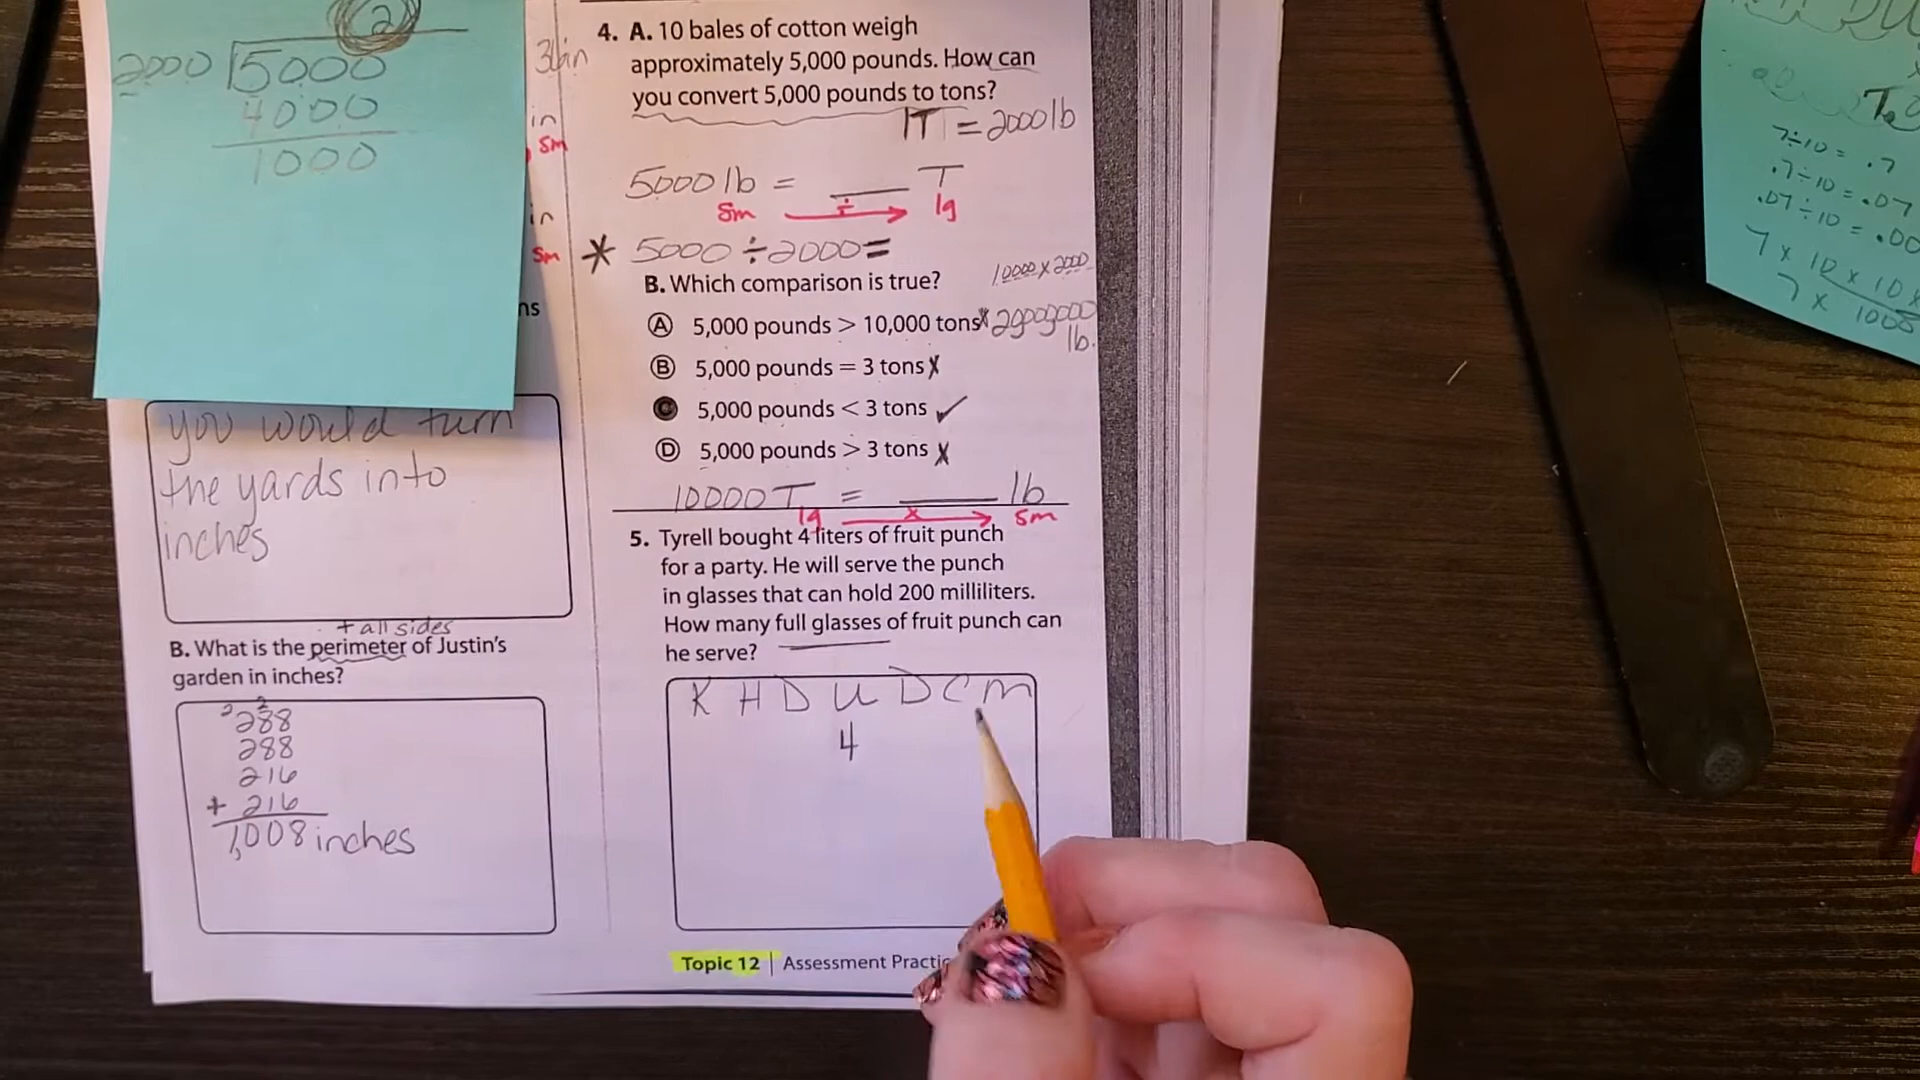 2
2000 5000
4000
1000
36in
in
sm
in
sm
ns
you would turn
the yards into
inches
+ all sides
B. What is the perimeter of Justin's
garden in inches?
2 2
288
288
216
+ 216
1,008 inches
4. A. 10 bales of cotton weigh
approximately 5,000 pounds. How can
you convert 5,000 pounds to tons?
1T = 2000 lb
5000 lb = ___ T
sm ÷ lg
* 5000 ÷ 2000 =
B. Which comparison is true?
10000 x 2000
A 5,000 pounds > 10,000 tons x
20,000,000
lb.
B 5,000 pounds = 3 tons x
C 5,000 pounds < 3 tons ✓
D 5,000 pounds > 3 tons x
10000 T = ___ lb
lg x sm
5. Tyrell bought 4 liters of fruit punch
for a party. He will serve the punch
in glasses that can hold 200 milliliters.
How many full glasses of fruit punch can
he serve?
K H D U D C M
4
Topic 12 | Assessment
7÷10 = .7
.7÷10 = .07
.07÷10 = .00
7 x 10 x 10 x
7 x 1000